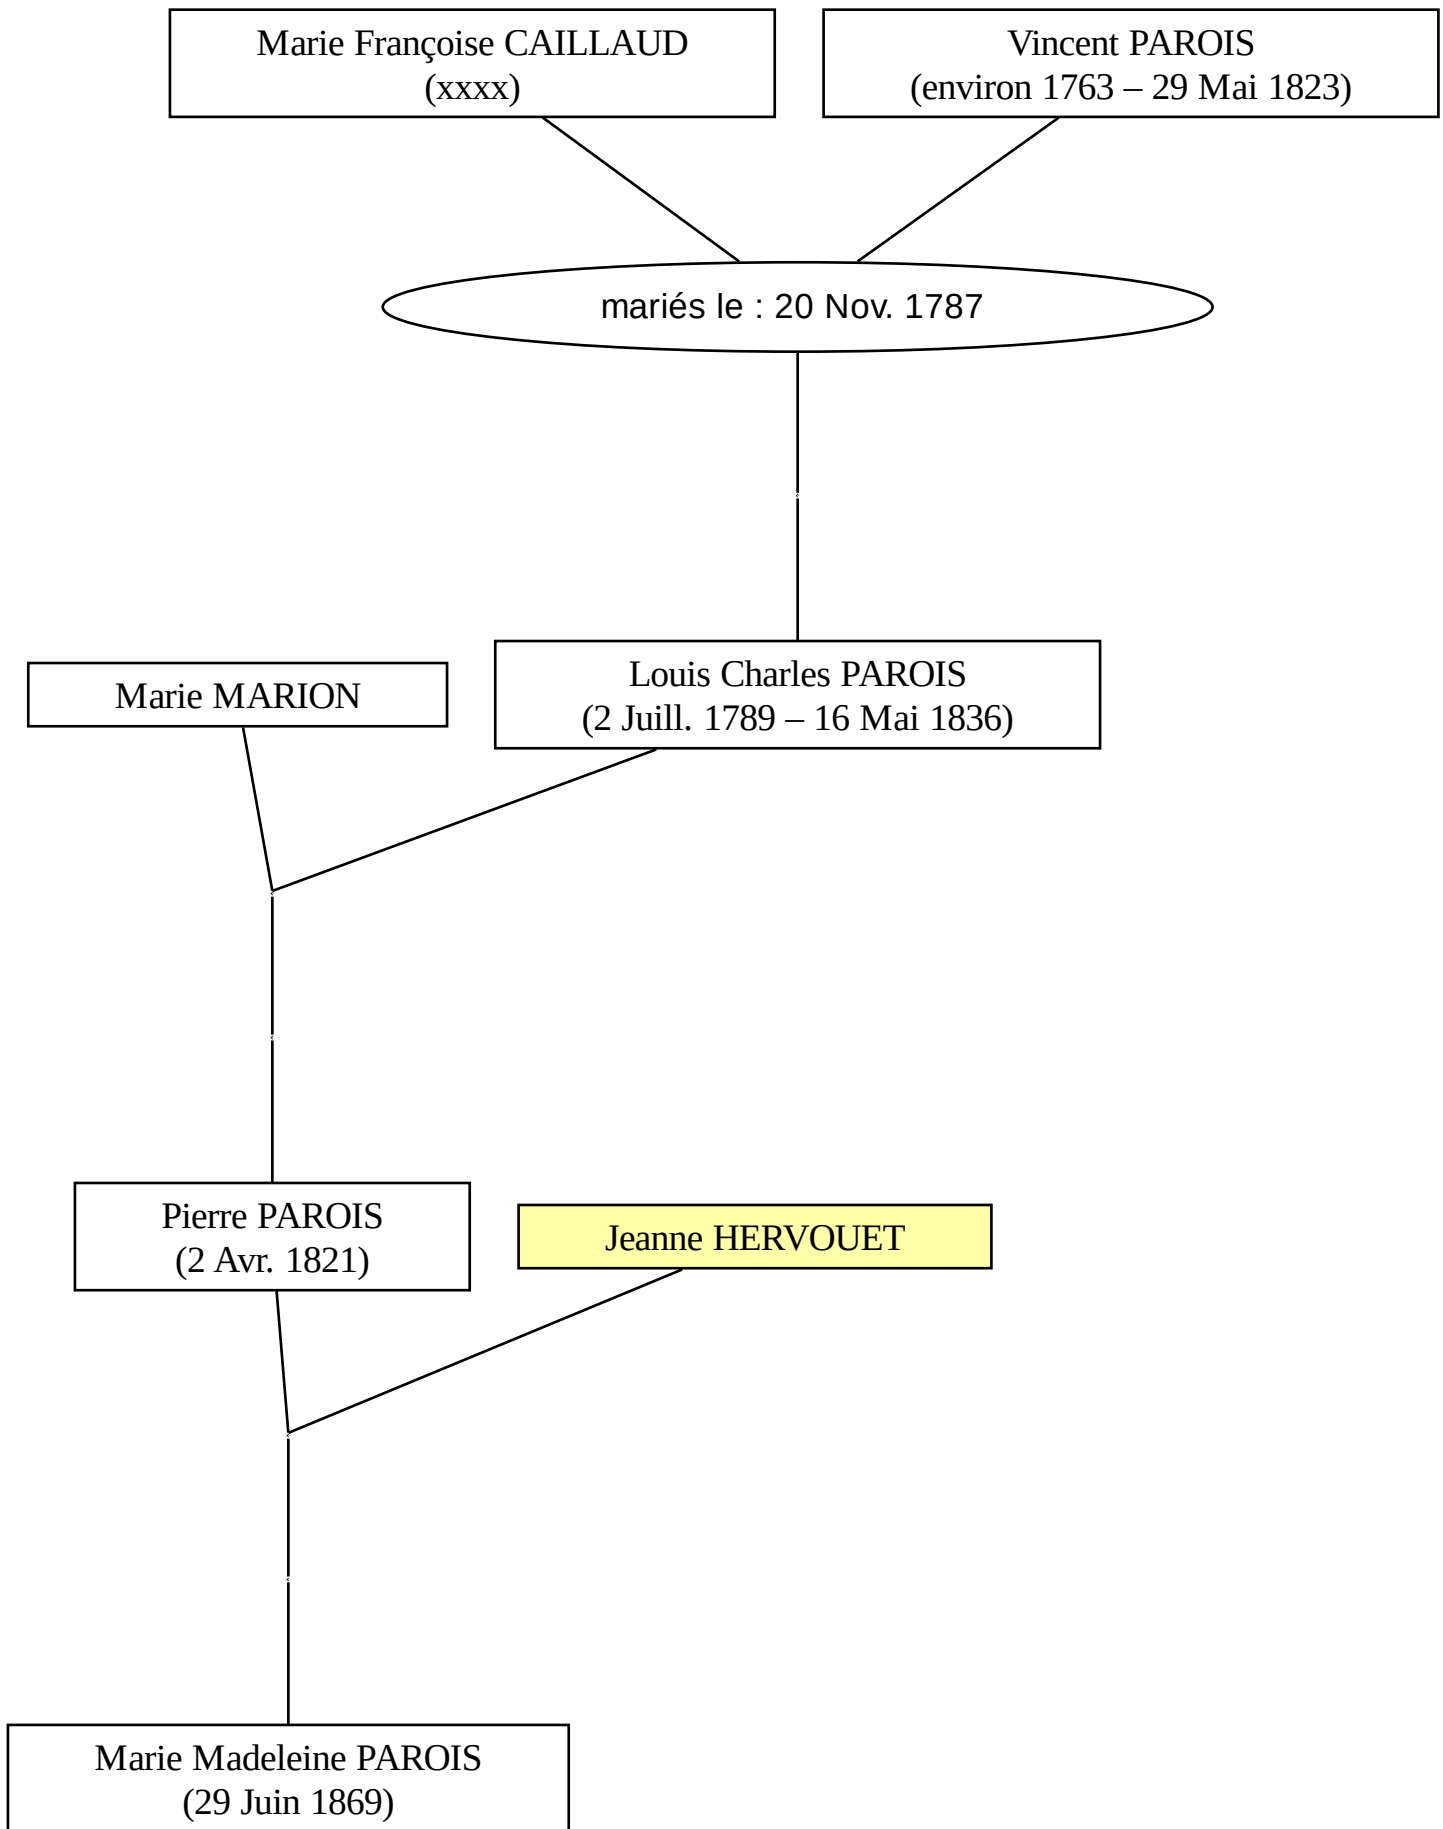 Marie Françoise CAILLAUD
(xxxx)
Vincent PAROIS
(environ 1763 – 29 Mai 1823)
mariés le : 20 Nov. 1787
Marie MARION
Louis Charles PAROIS
(2 Juill. 1789 – 16 Mai 1836)
Pierre PAROIS
(2 Avr. 1821)
Jeanne HERVOUET
Marie Madeleine PAROIS
(29 Juin 1869)